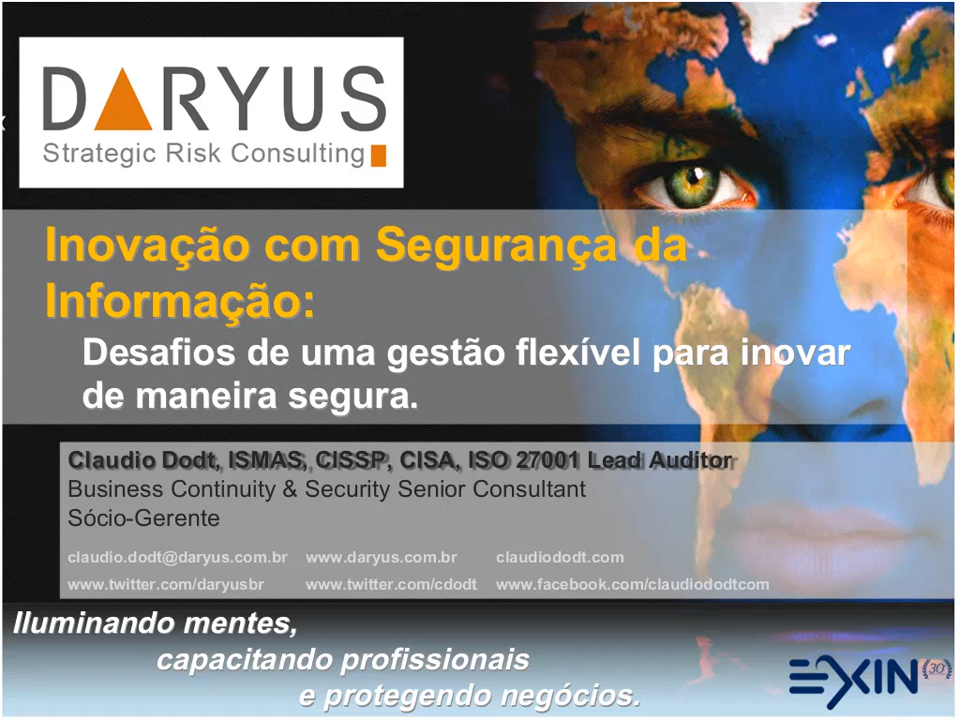 DARYUS
Strategic Risk Consulting
Inovação com Segurança da
Informação:
Desafios de uma gestão flexível para inovar
de maneira segura.
Claudio Dodt, ISMAS, CISSP, CISA, ISO 27001 Lead Auditor
Business Continuity & Security Senior Consultant
Sócio-Gerente
claudio.dodt@daryus.com.br www.daryus.com.br claudiododt.com
www.twitter.com/daryusbr www.twitter.com/cdodt www.facebook.com/claudiododtcom
Iluminando mentes,
capacitando profissionais
e protegendo negócios.
EXIN 30